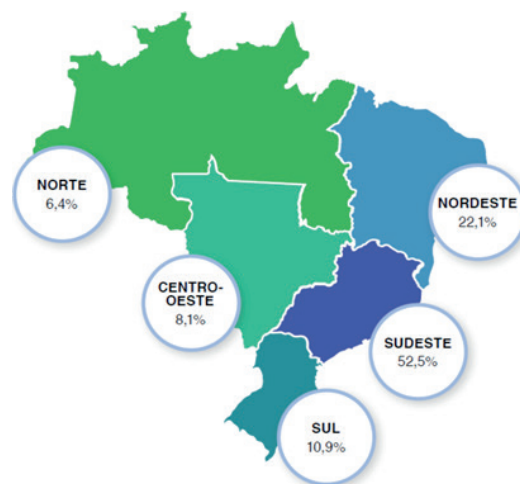 NORTE
6,4%
NORDESTE
22,1%
CENTRO-
OESTE
8,1%
SUDESTE
52,5%
SUL
10,9%